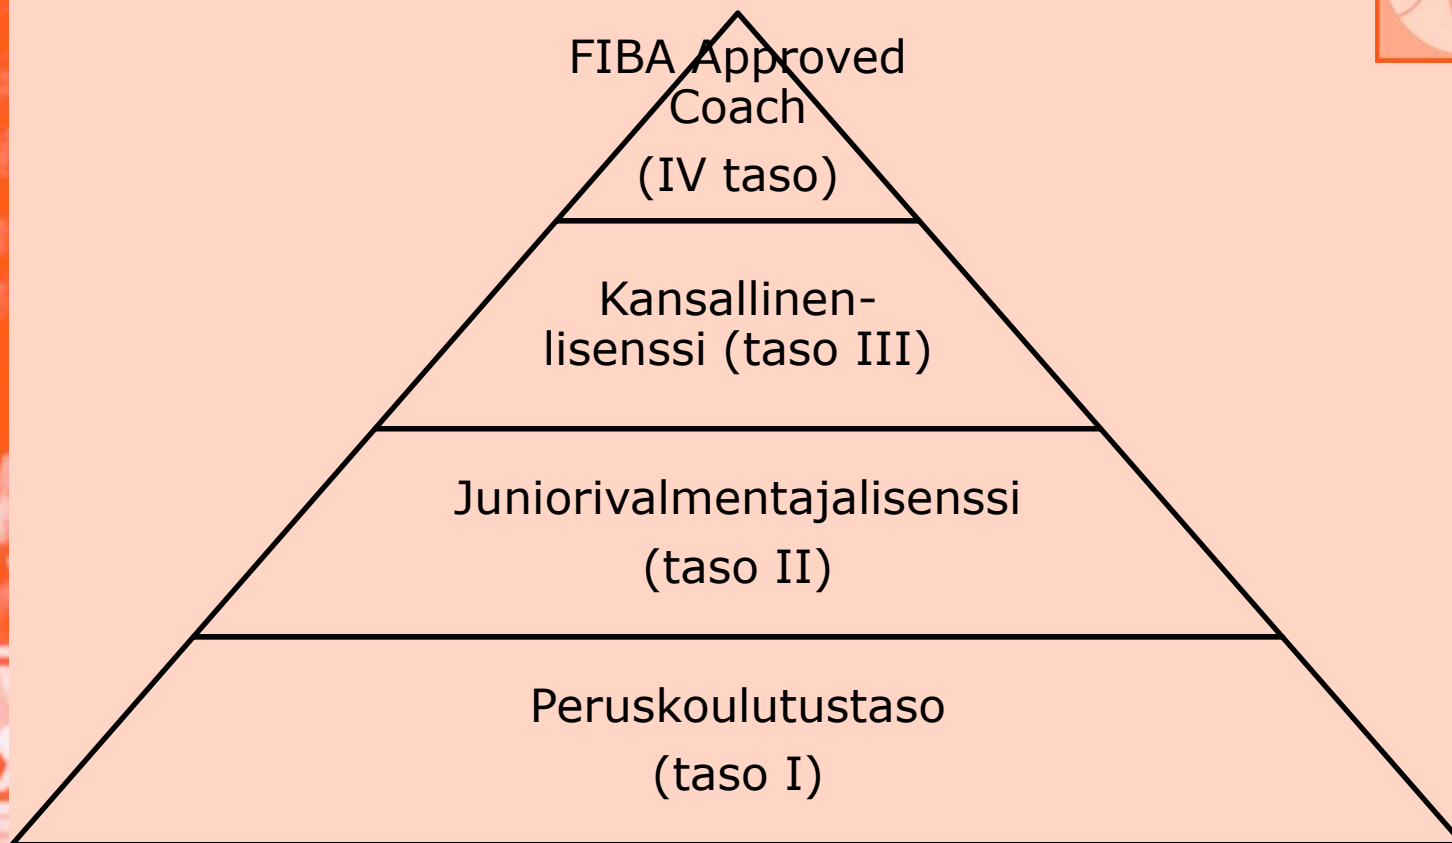 FIBA Approved
Coach
(IV taso)
Kansallinen-
lisenssi (taso III)
Juniorivalmentajalisenssi
(taso II)
Peruskoulutustaso
(taso I)